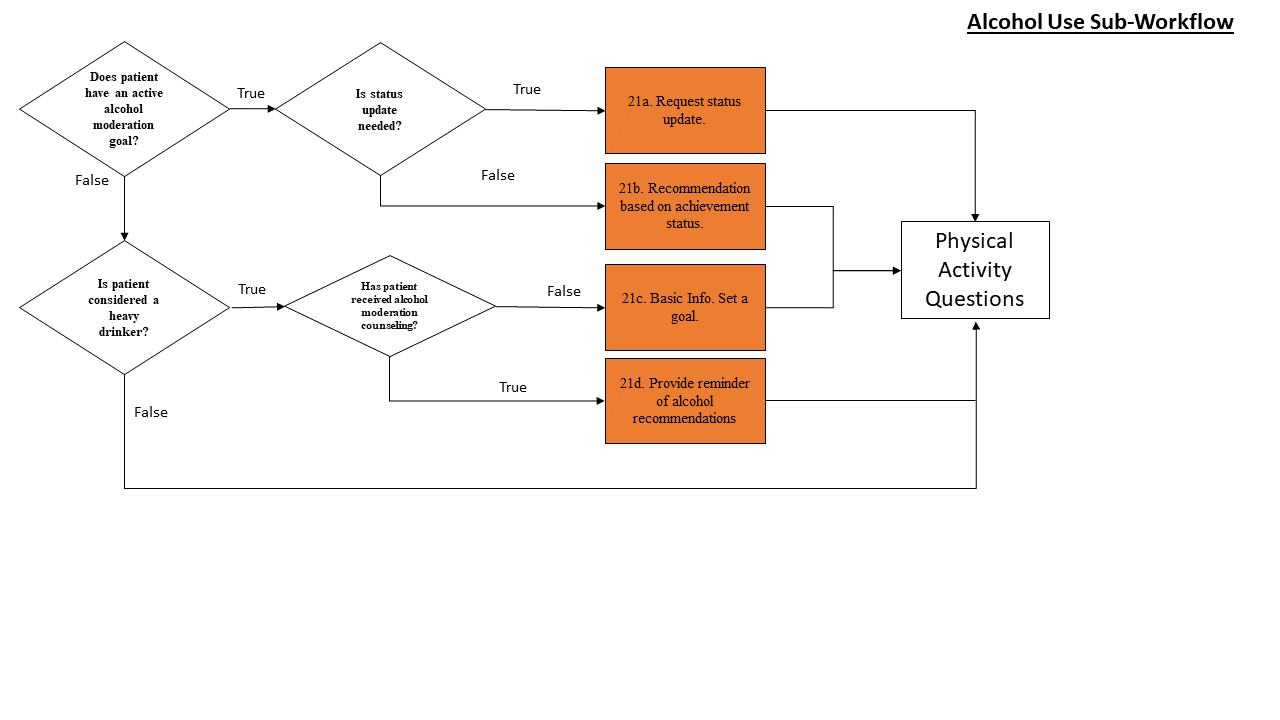 Alcohol Use Sub-Workflow
Does patient
have an active
alcohol
moderation
goal?
True
Is status
update
needed?
True
21a. Request status
update.
False
False
21b. Recommendation
based on achievement
status.
Physical
Activity
Questions
Is patient
considered a
heavy
drinker?
True
Has patient
received alcohol
moderation
counseling?
False
21c. Basic Info. Set a
goal.
True
21d. Provide reminder
of alcohol
recommendations
False